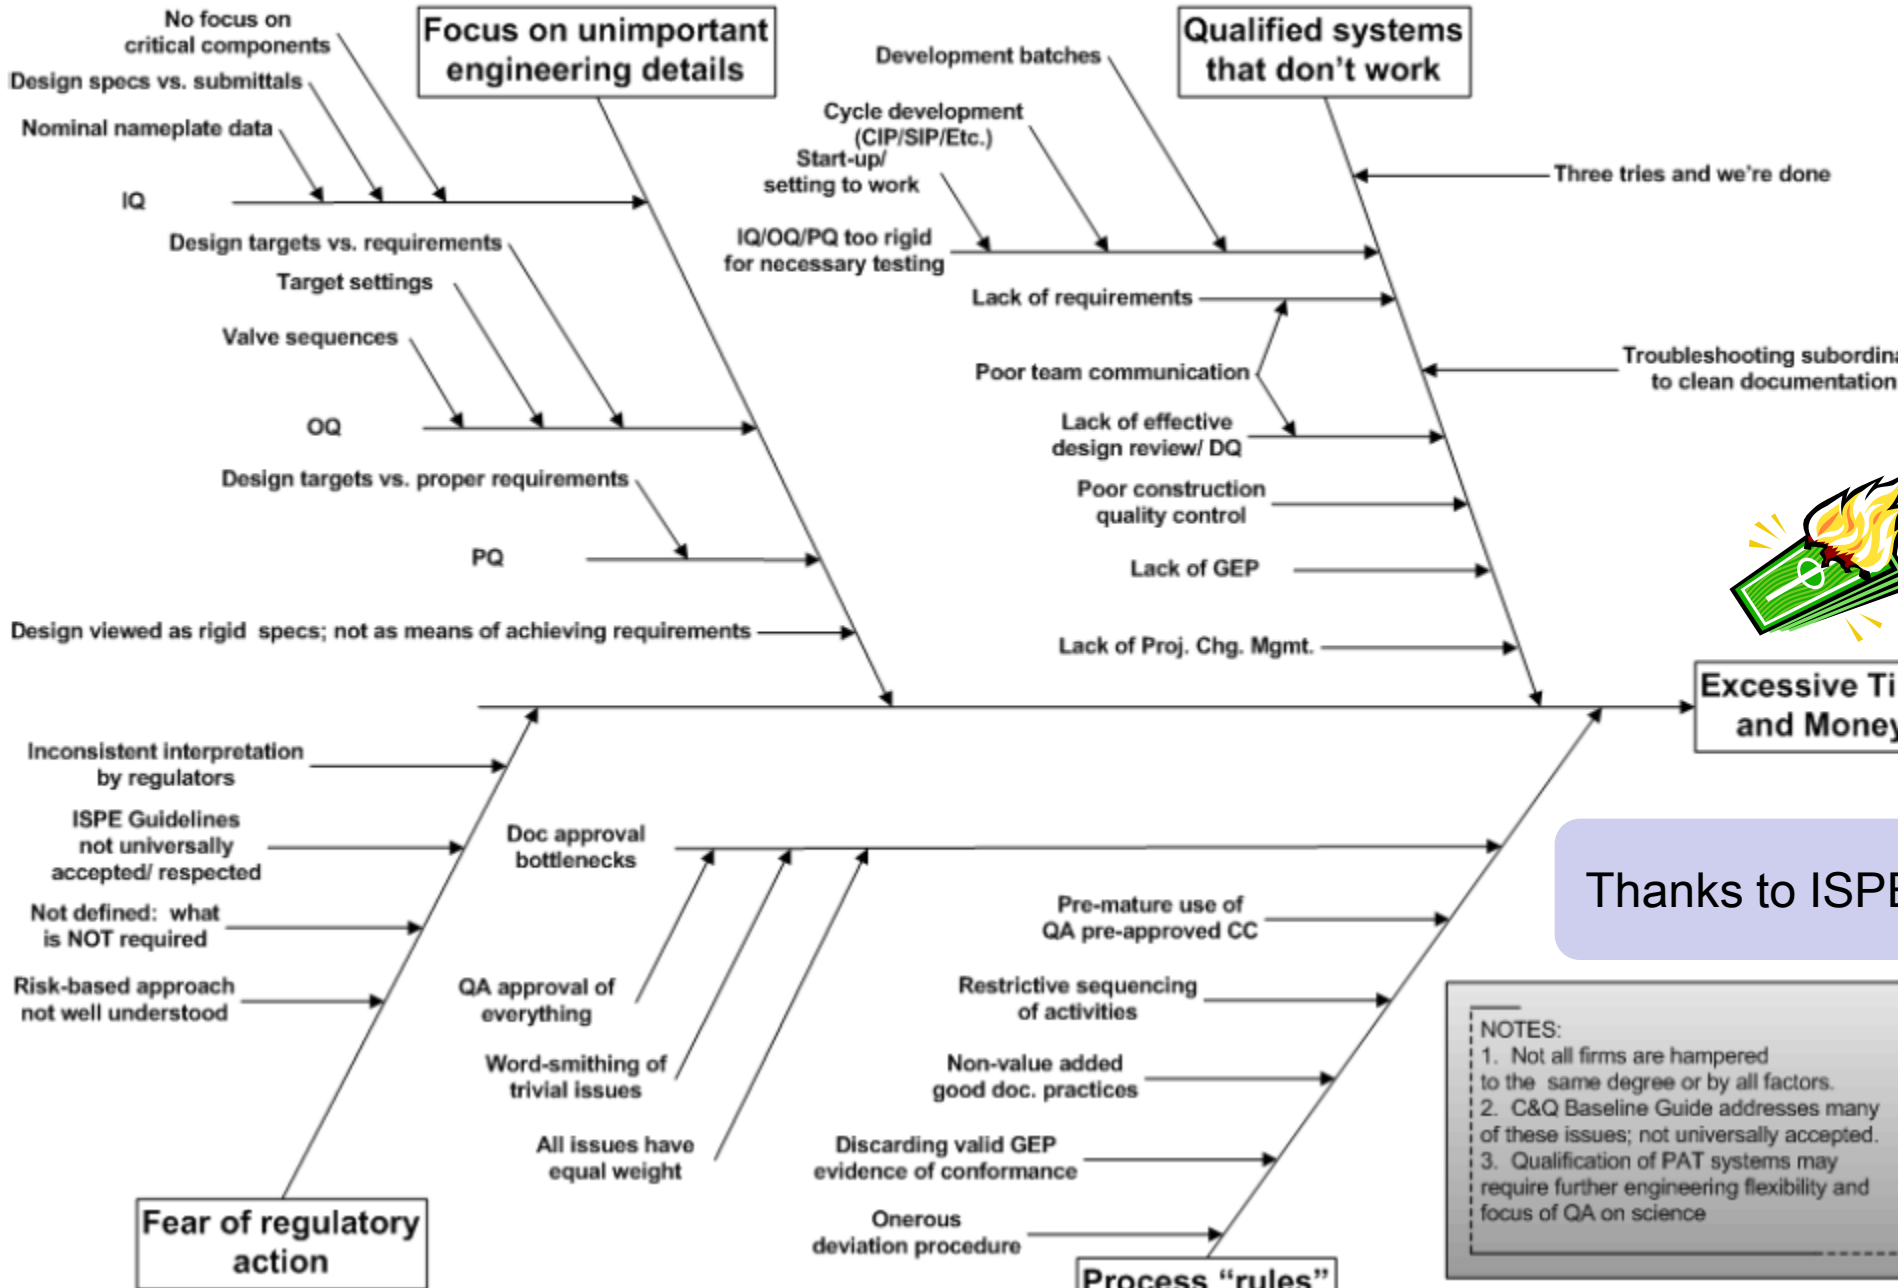 No focus on
critical components
Design specs vs. submittals
Nominal nameplate data
IQ
Focus on unimportant
engineering details
Design targets vs. requirements
Target settings
Valve sequences
OQ
Design targets vs. proper requirements
PQ
Design viewed as rigid specs; not as means of achieving requirements
Qualified systems
that don't work
Development batches
Cycle development
(CIP/SIP/Etc.)
Start-up/
setting to work
IQ/OQ/PQ too rigid
for necessary testing
Three tries and we're done
Lack of requirements
Poor team communication
Troubleshooting
to clean documentation
Lack of effective
design review/ DQ
Poor construction
quality control
Lack of GEP
Lack of Proj. Chg. Mgmt.
Excessive
and Money
Inconsistent interpretation
by regulators
ISPE Guidelines
not universally
accepted/ respected
Not defined: what
is NOT required
Risk-based approach
not well understood
Fear of regulatory
action
Doc approval
bottlenecks
QA approval of
everything
Word-smithing of
trivial issues
All issues have
equal weight
Pre-mature use of
QA pre-approved CC
Restrictive sequencing
of activities
Non-value added
good doc. practices
Discarding valid GEP
evidence of conformance
Onerous
deviation procedure
Process “rules”
Thanks to ISPE
NOTES:
1. Not all firms are hampered
to the same degree or by all factors.
2. C&Q Baseline Guide addresses many
of these issues; not universally accepted.
3. Qualification of PAT systems may
require further engineering flexibility and
focus of QA on science